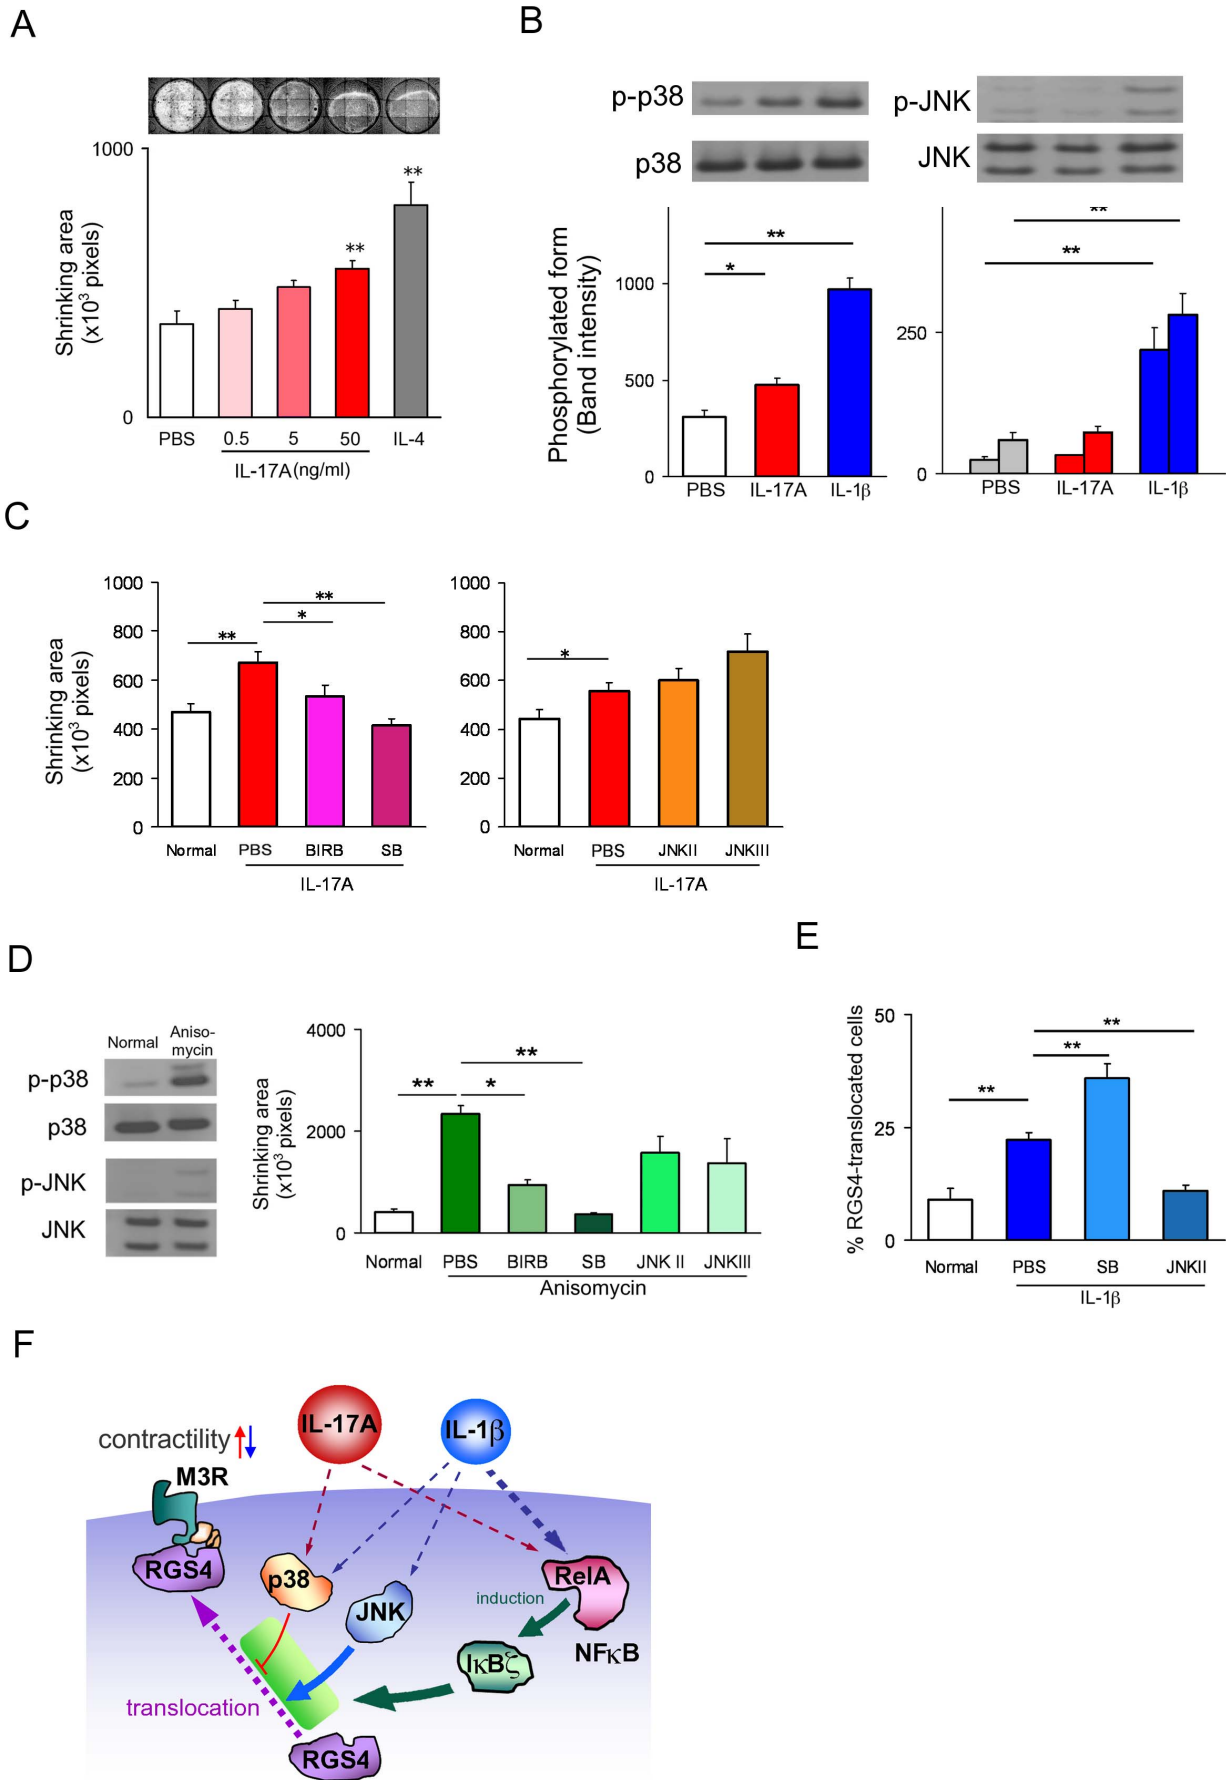 A
1000
Shrinking area
(x10³ pixels)
**
**
0
PBS
0.5
5
50
IL-4
IL-17A(ng/ml)
B
p-p38
p38
p-JNK
JNK
Phosphorylated form
(Band intensity)
1000
500
0
**
*
PBS
IL-17A
IL-1β
250
0
**
**
PBS
IL-17A
IL-1β
C
Shrinking area
(x10³ pixels)
1000
800
600
400
200
0
**
*
**
Normal
PBS
BIRB
SB
IL-17A
1000
800
600
400
200
0
*
Normal
PBS
JNKII
JNKIII
IL-17A
D
Normal
Aniso-
mycin
p-p38
p38
p-JNK
JNK
Shrinking area
(x10³ pixels)
4000
2000
0
**
**
*
Normal
PBS
BIRB
SB
JNK II
JNKIII
Anisomycin
E
% RGS4-translocated cells
50
25
0
**
**
**
Normal
PBS
SB
JNKII
IL-1β
F
IL-17A
IL-1β
contractility
M3R
RGS4
p38
JNK
RelA
induction
NFκB
IκBζ
translocation
RGS4